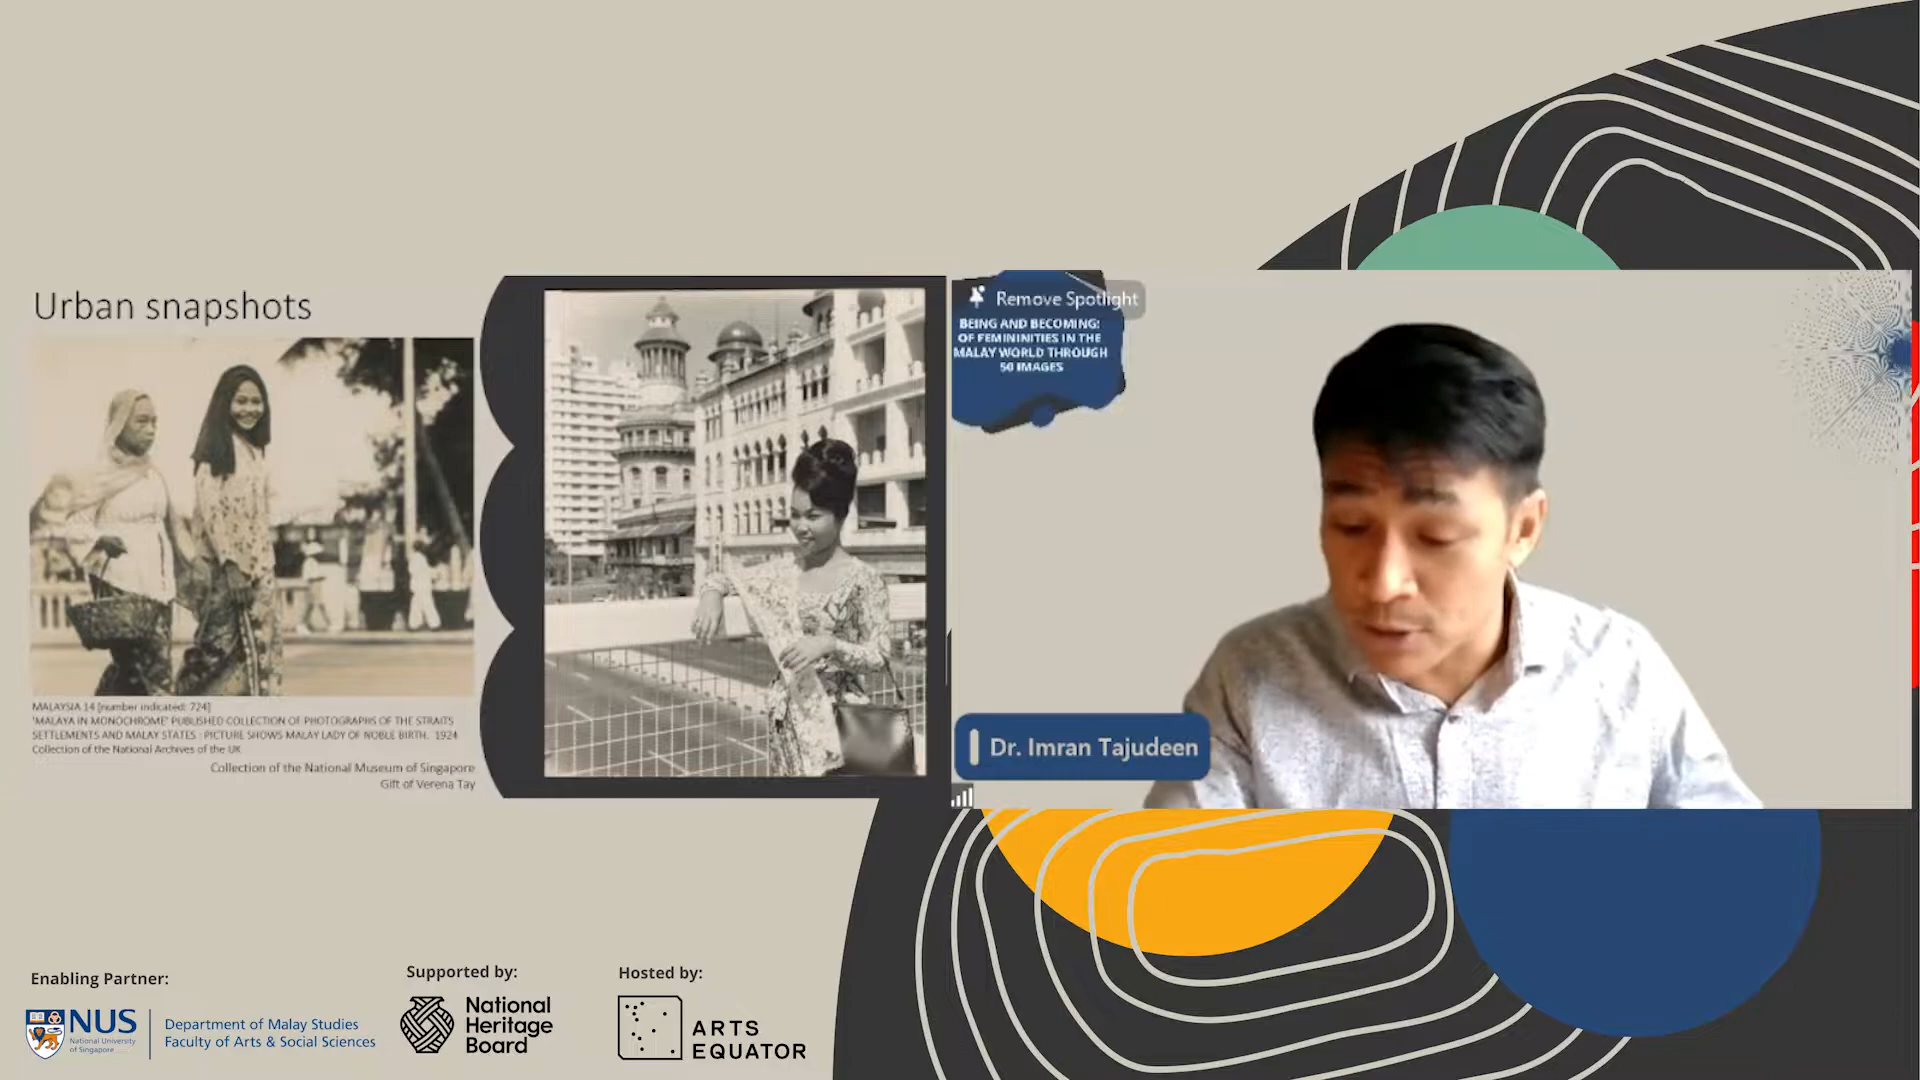 Urban snapshots
MALAYSIA 14 [number indicated: 724]
'MALAYA IN MONOCHROME' PUBLISHED COLLECTION OF PHOTOGRAPHS OF THE STRAITS
SETTLEMENTS AND MALAY STATES : PICTURE SHOWS MALAY LADY OF NOBLE BIRTH. 1924
Collection of the National Archives of the UK
Collection of the National Museum of Singapore
Gift of Verena Tay
Remove Spotlight
BEING AND BECOMING:
OF FEMININITIES IN THE
MALAY WORLD THROUGH
50 IMAGES
Dr. Imran Tajudeen
Enabling Partner:
NUS
National University
of Singapore
Department of Malay Studies
Faculty of Arts & Social Sciences
Supported by:
National
Heritage
Board
Hosted by:
ARTS
EQUATOR